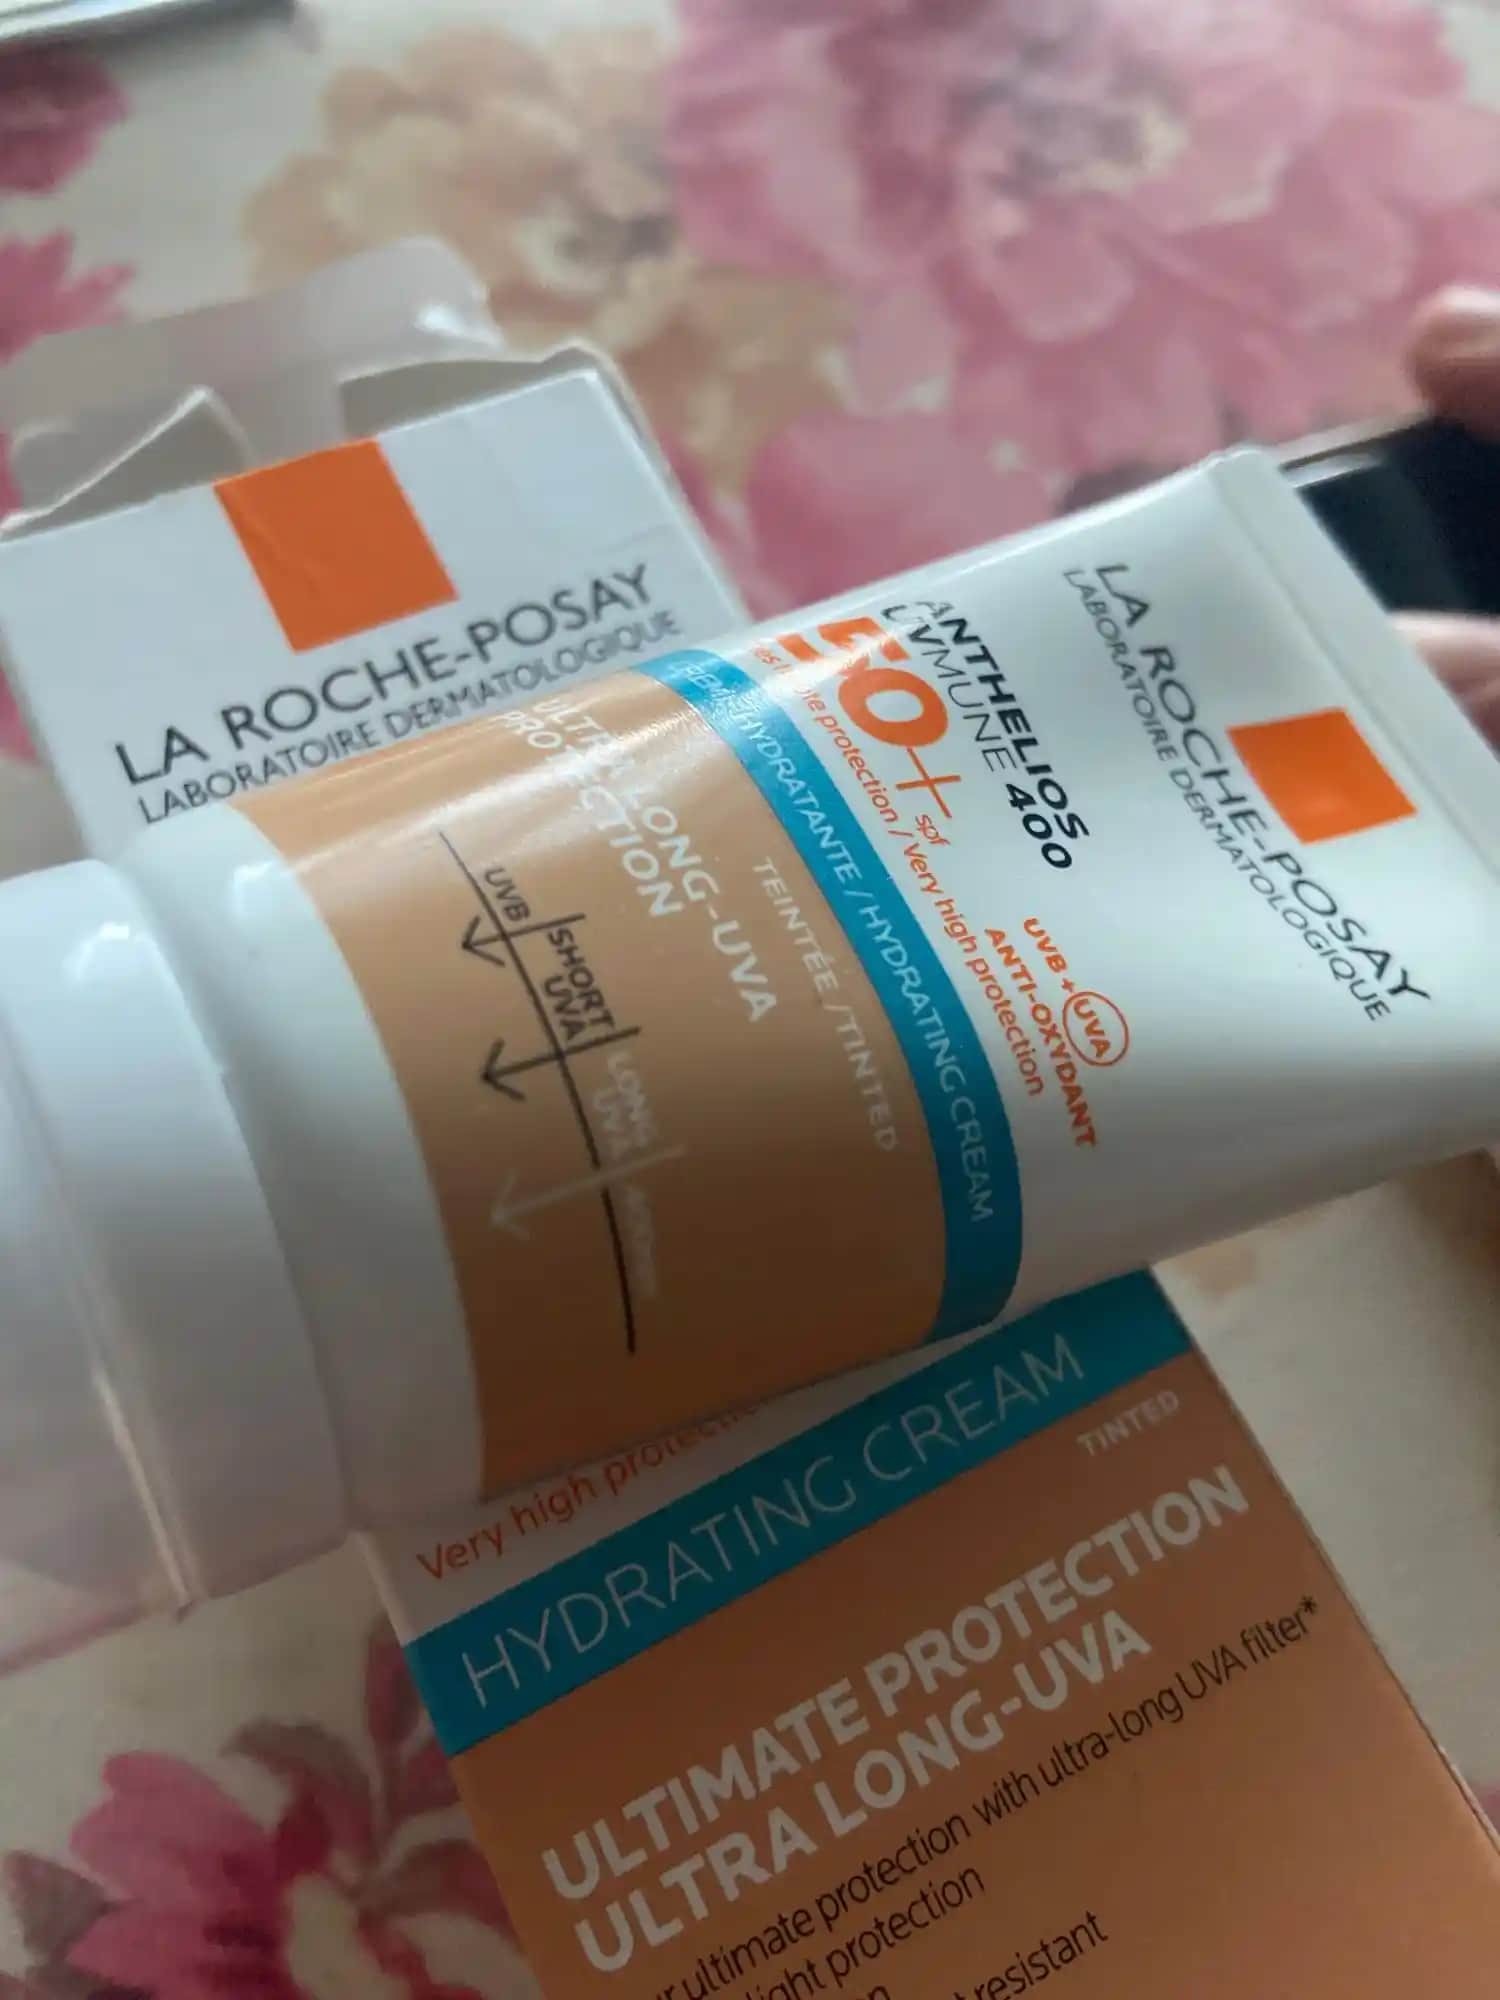 LA ROCHE-POSAY
LABORATOIRE DERMATOLOGIQUE
LA ROCHE-POSAY
LABORATOIRE DERMATOLOGIQUE
ANTHELIOS
UVMUNE 400
50+ spf
protection / Very high protection
UVB + UVA
ANTI-OXYDANT
CRÈME HYDRATANTE / HYDRATING CREAM
TEINTÉE / TINTED
ULTRA LONG-UVA
PROTECTION
UVB
SHORT
UVA
LONG
UVA
400nm
Very high protection
HYDRATING CREAM
TINTED
ULTIMATE PROTECTION
ULTRA LONG-UVA
ultimate protection with ultra-long UVA filter*
light protection
resistant